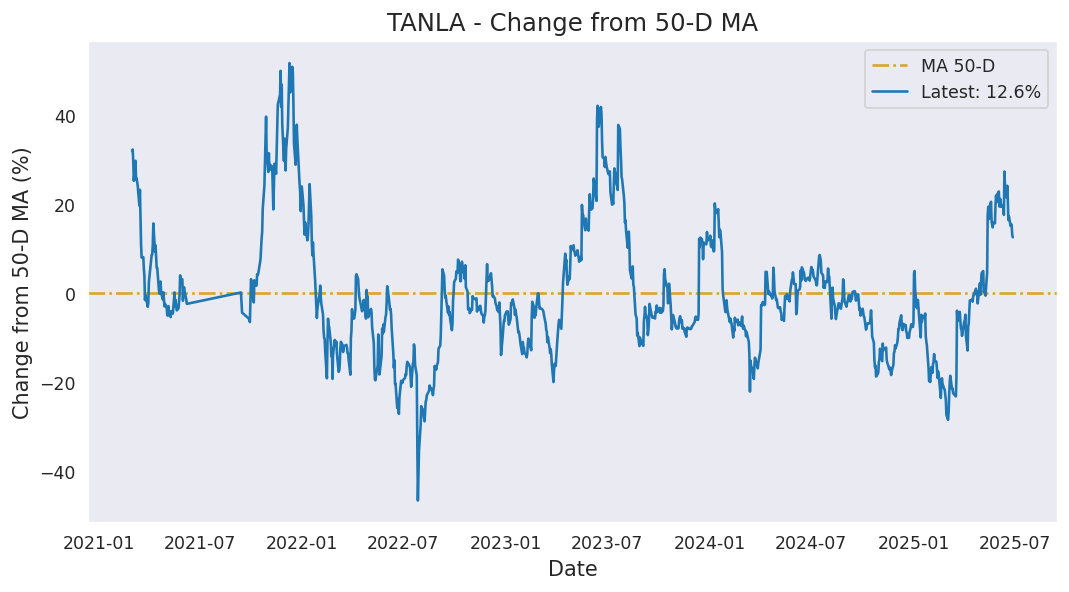 TANLA - Change from 50-D MA
MA 50-D
Latest: 12.6%
Change from 50-D MA (%)
40
20
0
−20
−40
2021-01 2021-07 2022-01 2022-07 2023-01 2023-07 2024-01 2024-07 2025-01 2025-07
Date